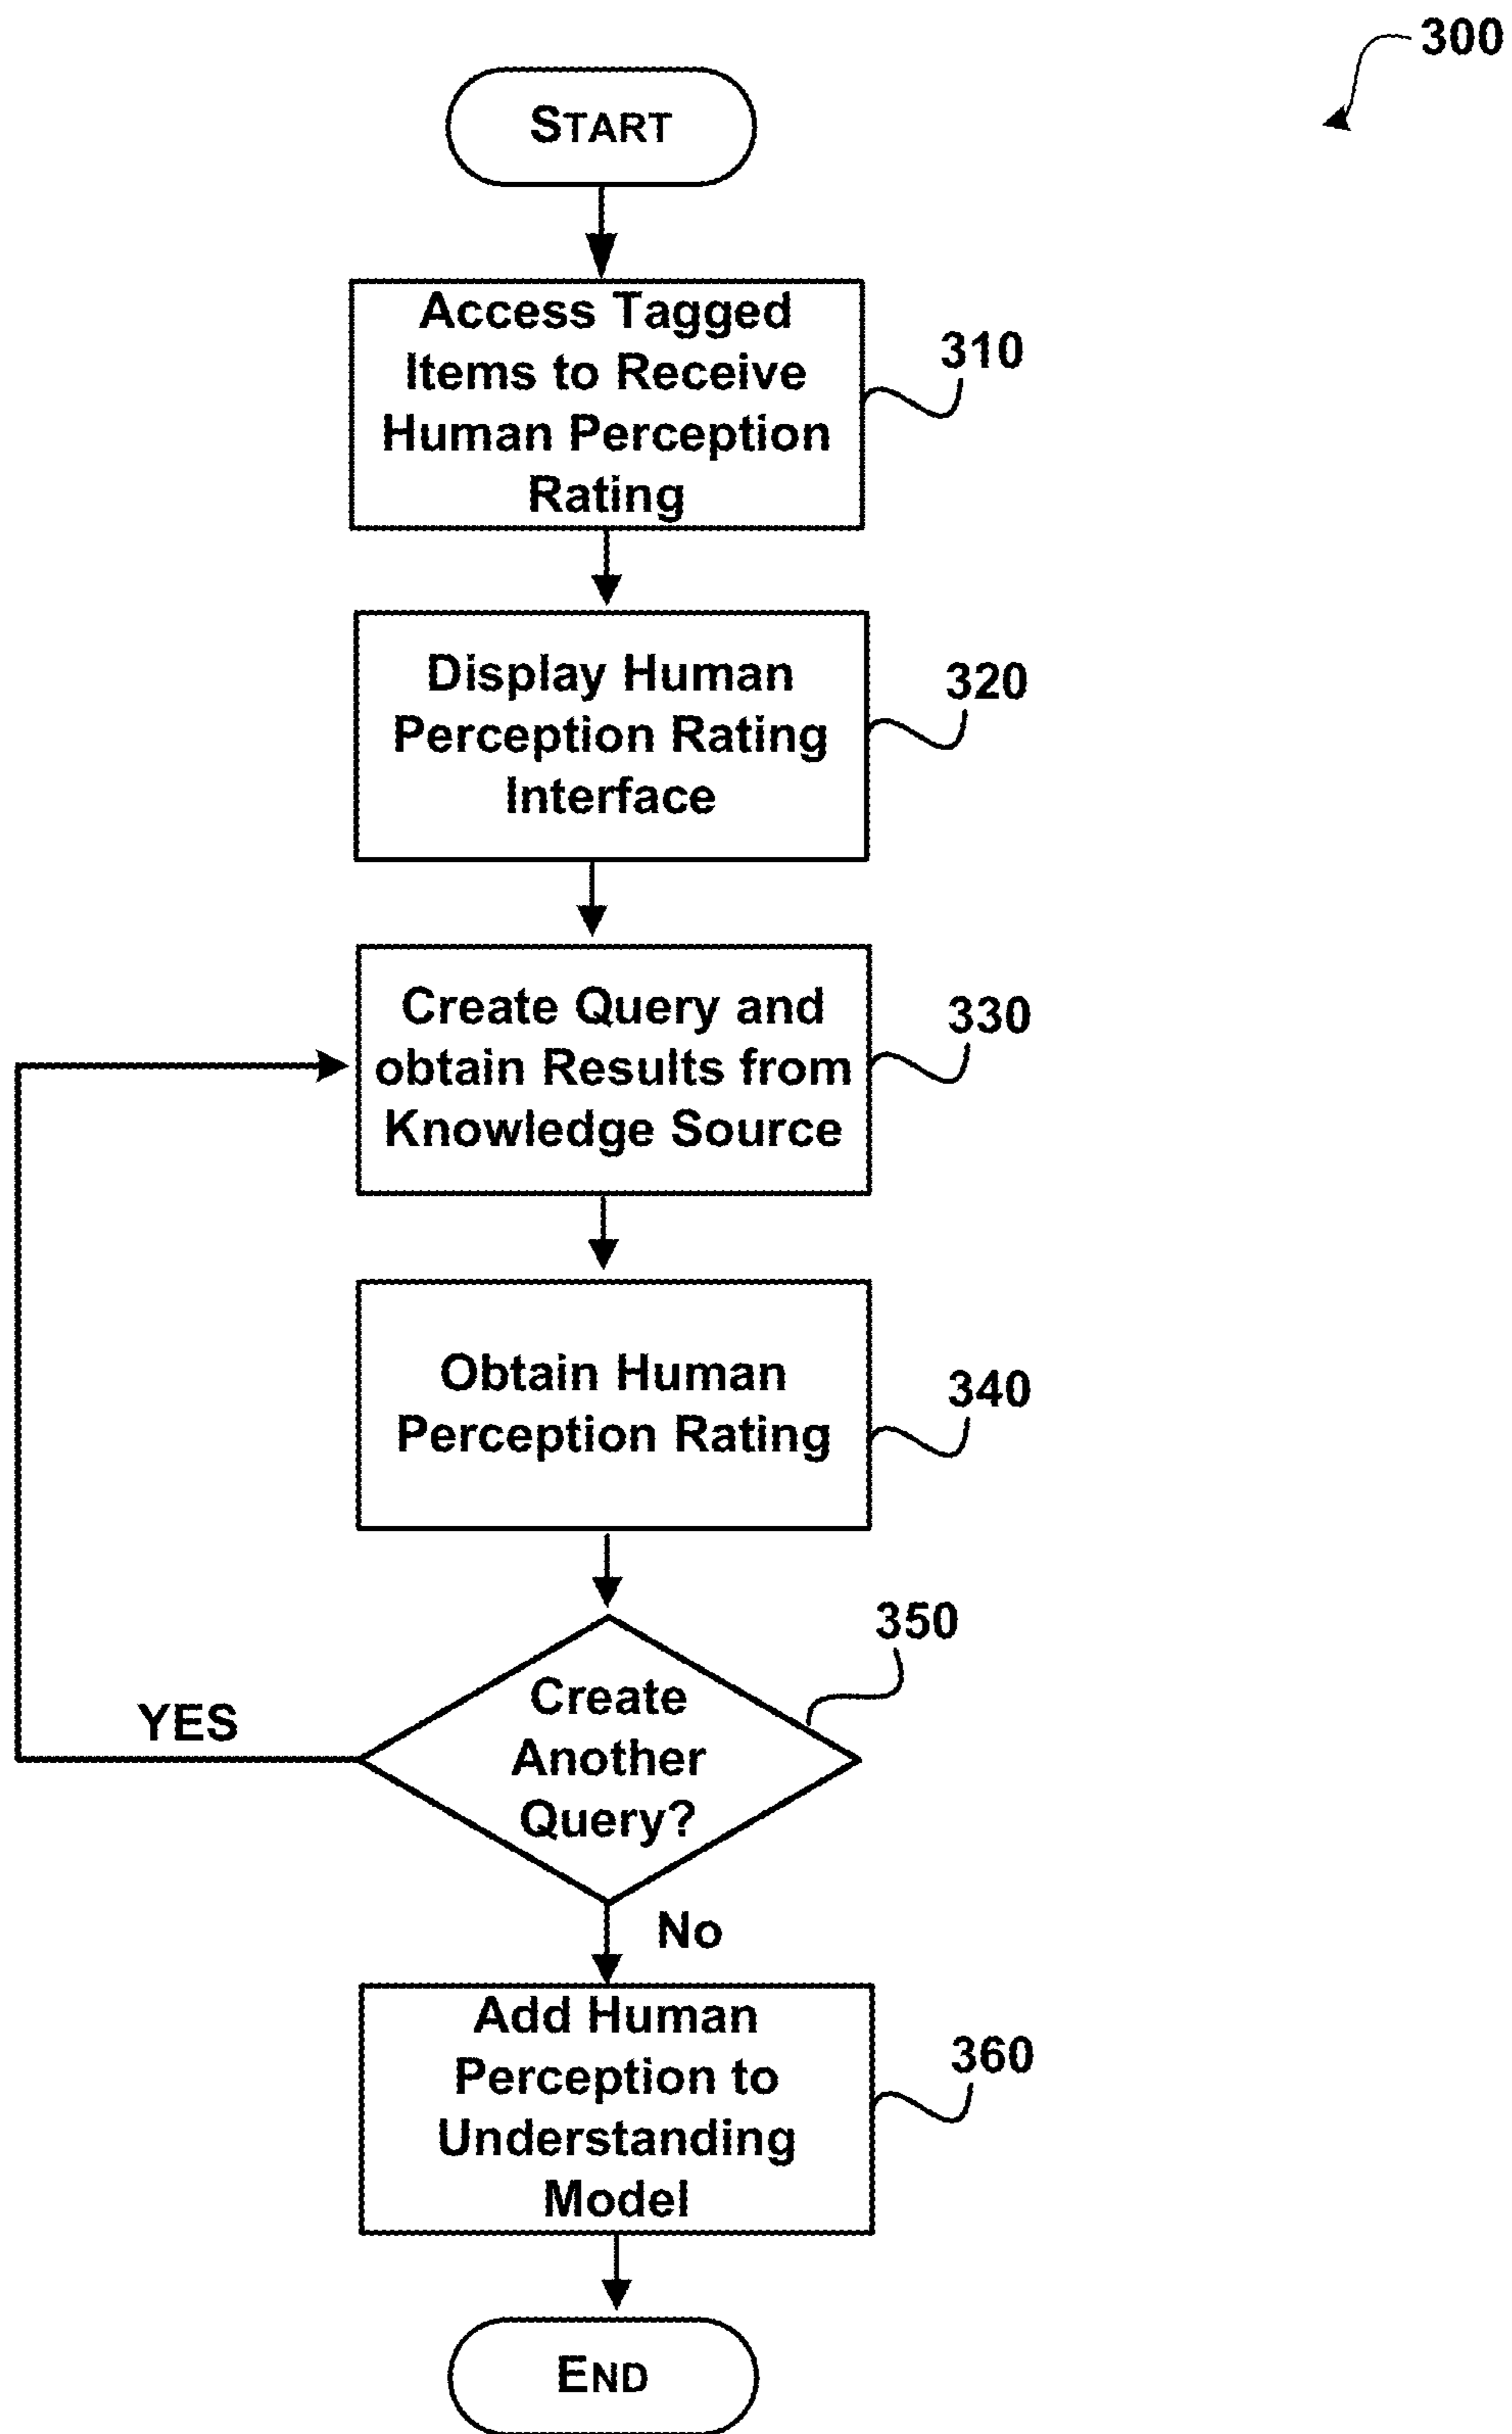 300
START
Access Tagged
Items to Receive
Human Perception
Rating
310
Display Human
Perception Rating
Interface
320
Create Query and
obtain Results from
Knowledge Source
330
Obtain Human
Perception Rating
340
350
Create
Another
Query?
YES
No
Add Human
Perception to
Understanding
Model
360
END